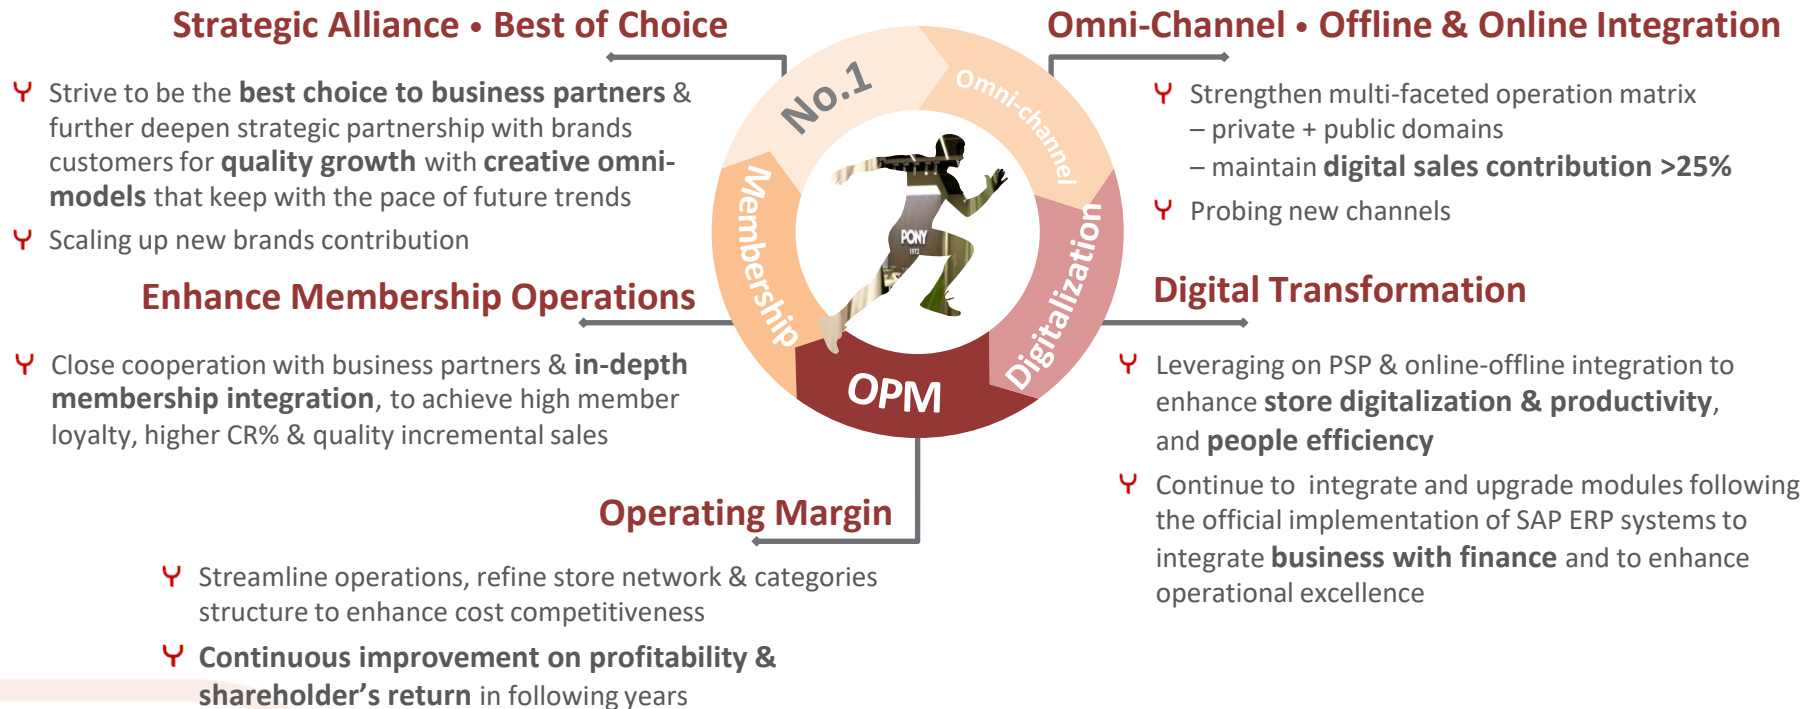 Strategic Alliance • Best of Choice
Strive to be the best choice to business partners &
further deepen strategic partnership with brands
customers for quality growth with creative omni-
models that keep with the pace of future trends
Scaling up new brands contribution
Enhance Membership Operations
Close cooperation with business partners & in-depth
membership integration, to achieve high member
loyalty, higher CR% & quality incremental sales
Operating Margin
Streamline operations, refine store network & categories
structure to enhance cost competitiveness
Continuous improvement on profitability &
shareholder’s return in following years
No.1
Omni-channel
Digitalization
OPM
Membership
PONY
1972
Omni-Channel • Offline & Online Integration
Strengthen multi-faceted operation matrix
– private + public domains
– maintain digital sales contribution >25%
Probing new channels
Digital Transformation
Leveraging on PSP & online-offline integration to
enhance store digitalization & productivity,
and people efficiency
Continue to integrate and upgrade modules following
the official implementation of SAP ERP systems to
integrate business with finance and to enhance
operational excellence